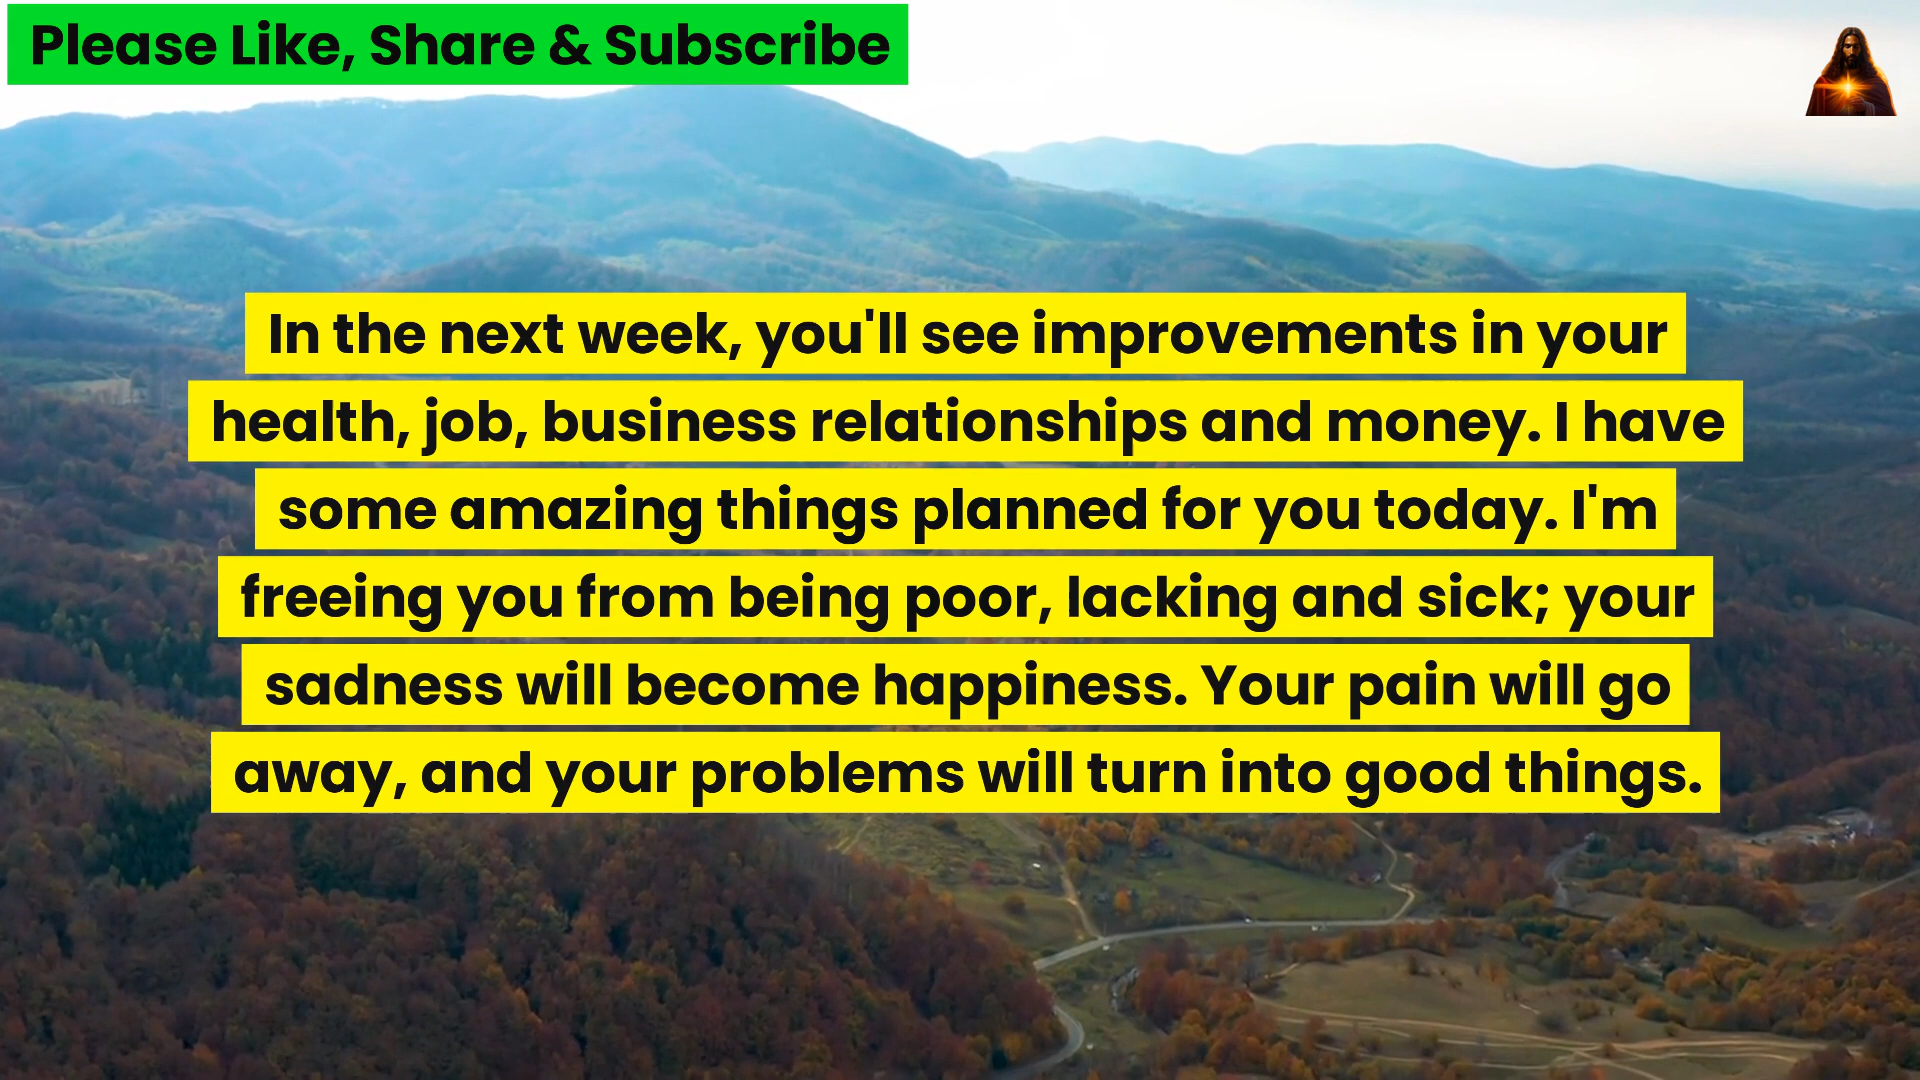 Please Like, Share & Subscribe
In the next week, you'll see improvements in your
health, job, business relationships and money. I have
some amazing things planned for you today. I'm
freeing you from being poor, lacking and sick; your
sadness will become happiness. Your pain will go
away, and your problems will turn into good things.